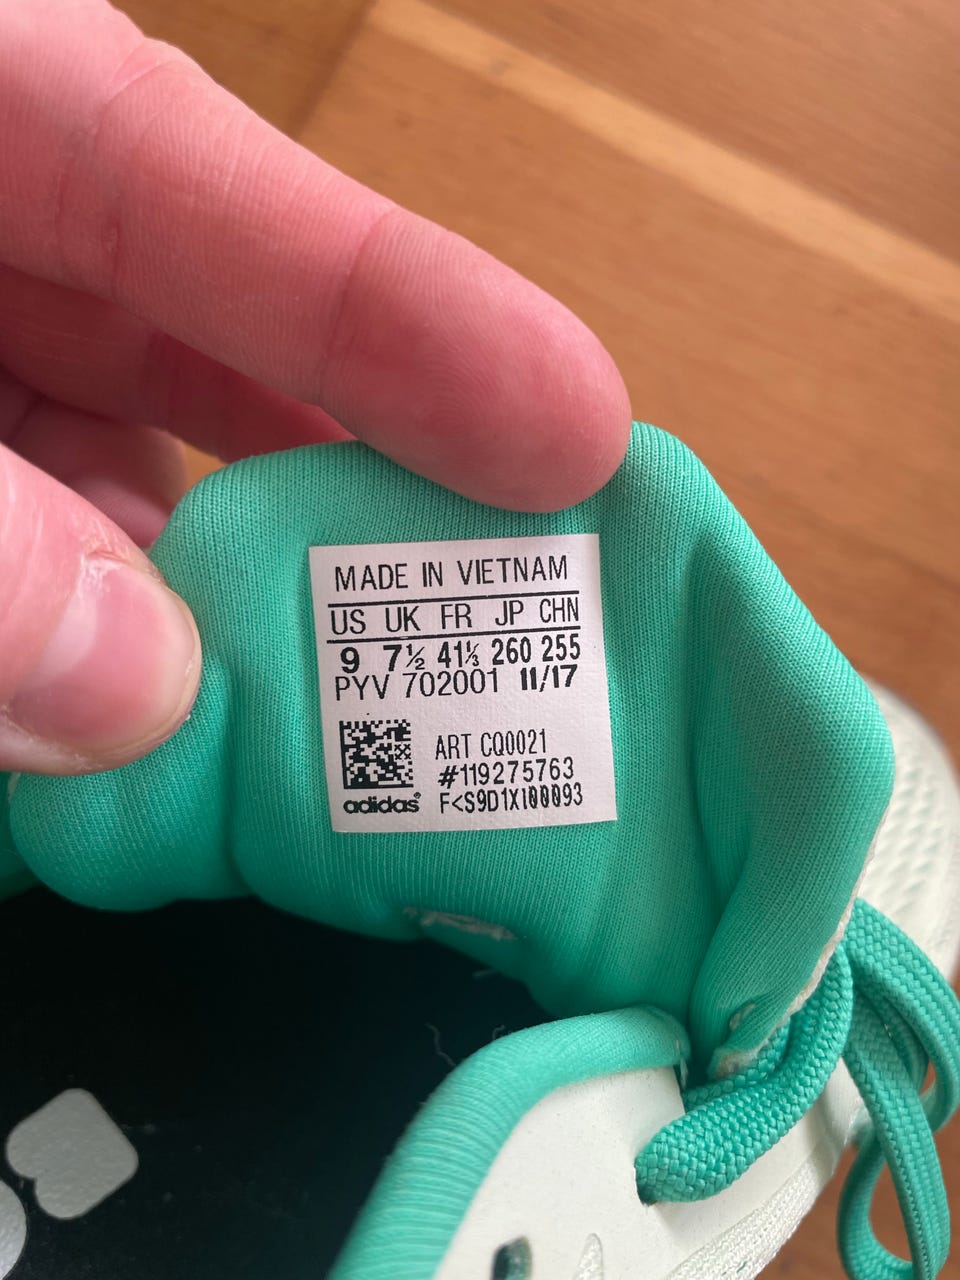 MADE IN VIETNAM
US UK FR JP CHN
9 7½ 41⅓ 260 255
PYV 702001 11/17
ART CQ0021
#119275763
adidas® F<S9D1X100093